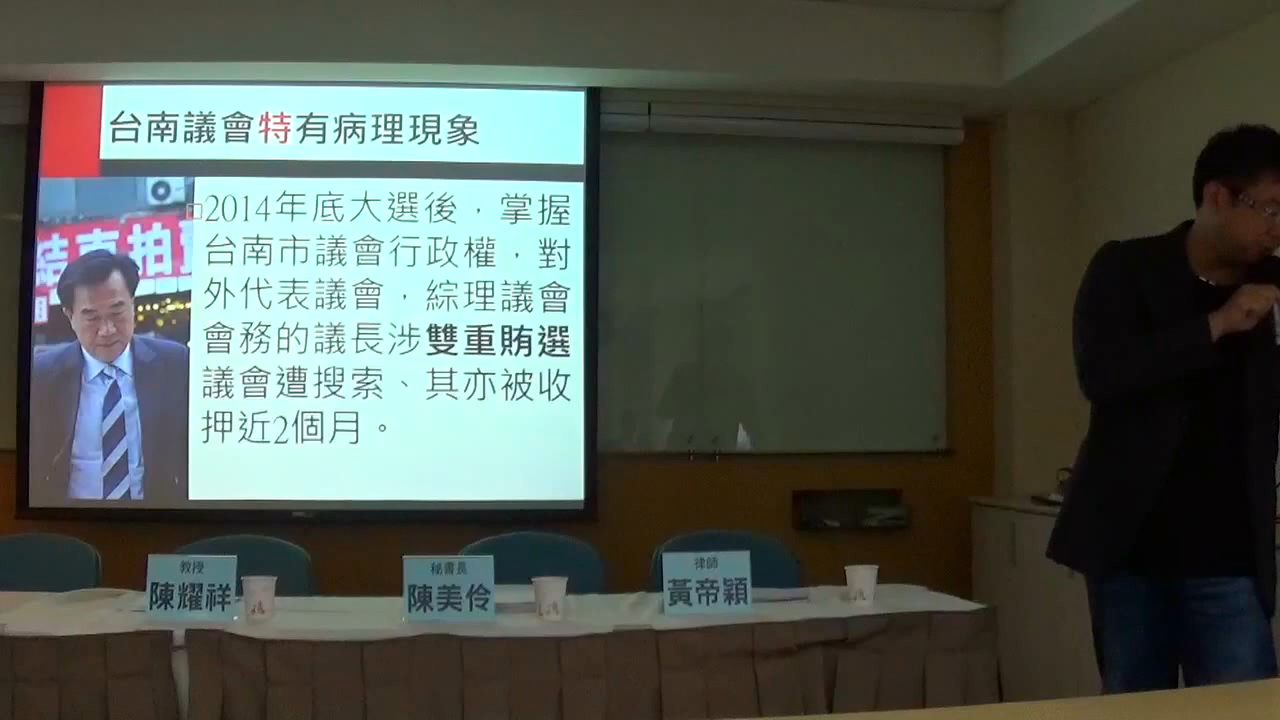 台南議會特有病理現象
2014年底大選後，掌握
台南市議會行政權，對
外代表議會，綜理議會
會務的議長涉雙重賄選
議會遭搜索、其亦被收
押近2個月。
結束拍賣
教授
陳耀祥
秘書長
陳美伶
律師
黃帝穎